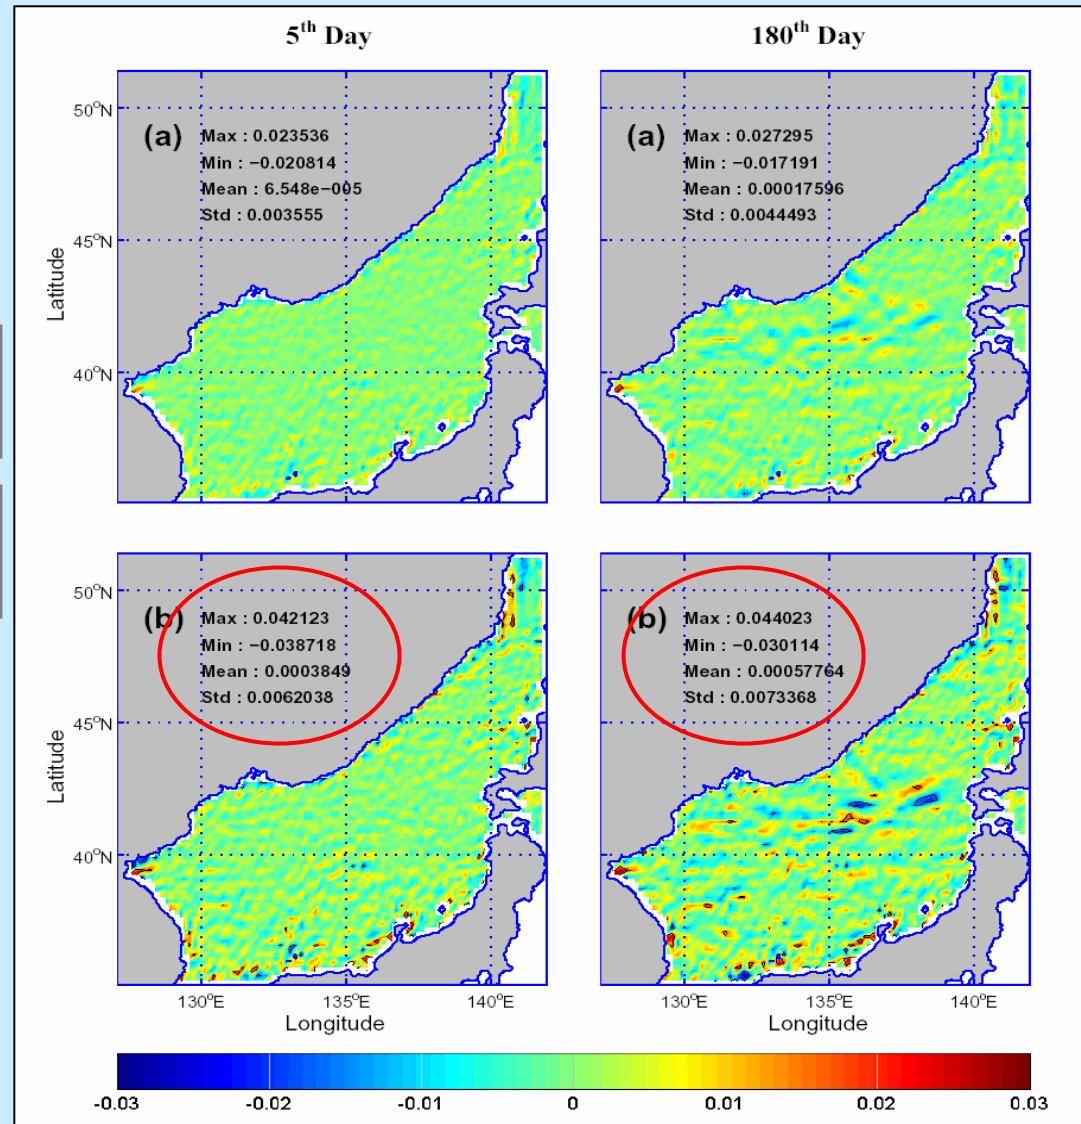 5th Day
180th Day
50°N
45°N
40°N
Latitude
(a)
Max : 0.023536
Min : −0.020814
Mean : 6.548e−005
Std : 0.003555
(a)
Max : 0.027295
Min : −0.017191
Mean : 0.00017596
Std : 0.0044493
50°N
45°N
40°N
Latitude
(b)
Max : 0.042123
Min : −0.038718
Mean : 0.0003849
Std : 0.0062038
(b)
Max : 0.044023
Min : −0.030114
Mean : 0.00057764
Std : 0.0073368
130°E 135°E 140°E
Longitude
130°E 135°E 140°E
Longitude
-0.03 -0.02 -0.01 0 0.01 0.02 0.03